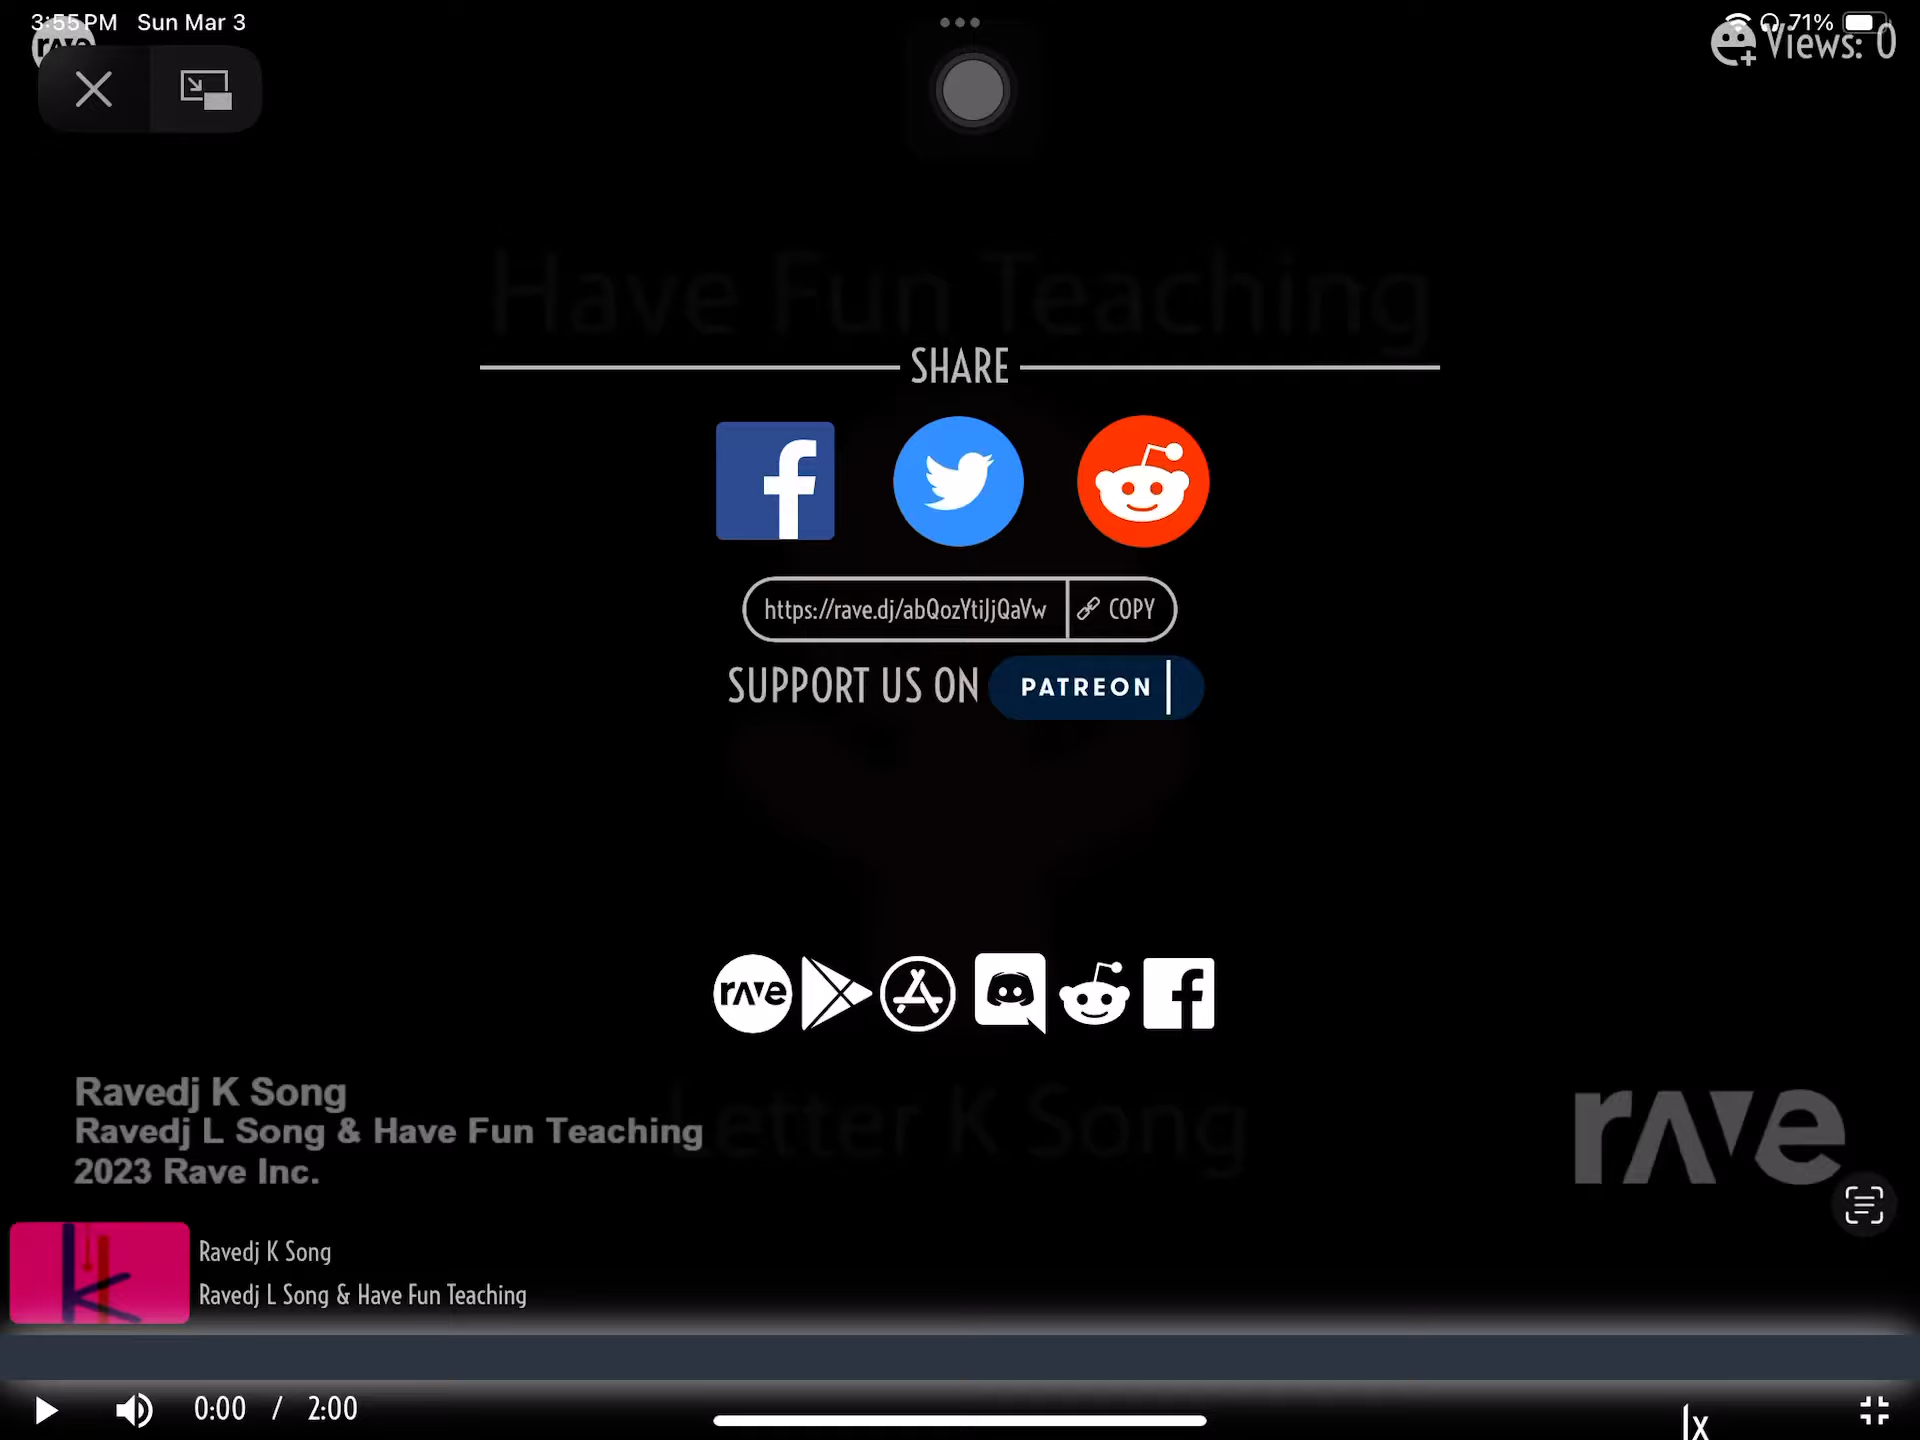 3:55 PM Sun Mar 3
71%
rave
Views: 0
Have Fun Teaching
SHARE
https://rave.dj/abQozYtiJjQaVw COPY
SUPPORT US ON PATREON
rave
Letter K Song
Ravedj K Song
Ravedj L Song & Have Fun Teaching
2023 Rave Inc.
rave
Ravedj K Song
Ravedj L Song & Have Fun Teaching
0:00 / 2:00
1x